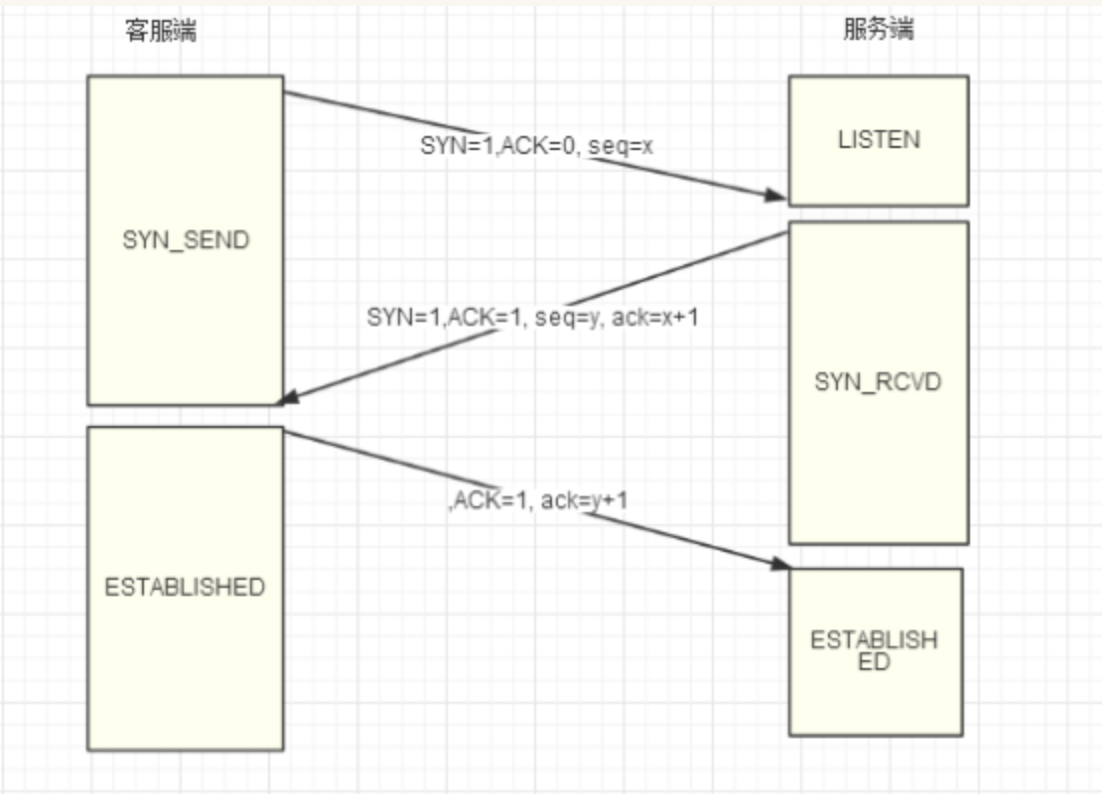 客服端
服务端
SYN=1,ACK=0, seq=x
LISTEN
SYN_SEND
SYN=1,ACK=1, seq=y, ack=x+1
SYN_RCVD
,ACK=1, ack=y+1
ESTABLISHED
ESTABLISH
ED